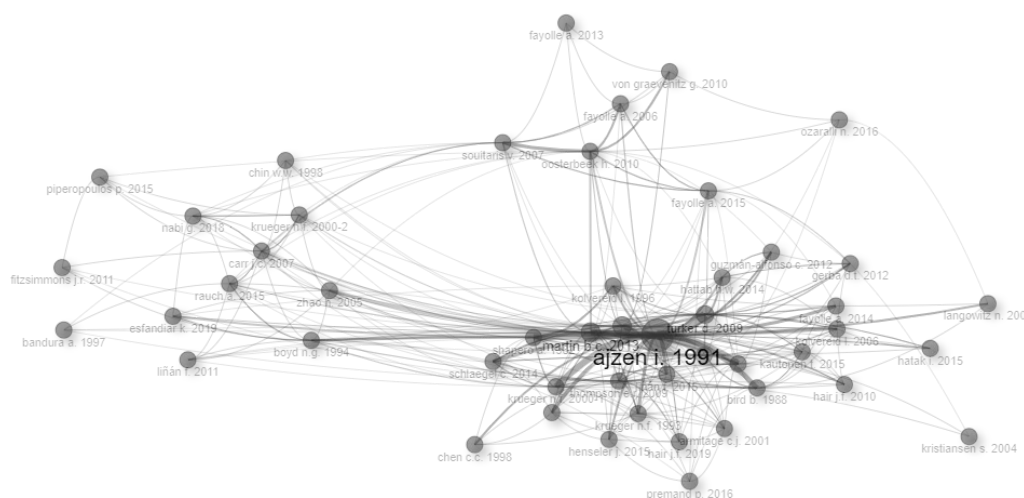 fayolle a. 2013
von graevenitz g. 2010
fayolle a. 2006
ozaralli n. 2016
souitaris v. 2007
oosterbeek h. 2010
chin w.w. 1998
piperopoulos p. 2015
fayolle a. 2015
nabi g. 2018
krueger n.f. 2000-2
carr j.c. 2007
guzmán-alfonso c. 2012
fitzsimmons j.r. 2011
gerba d.t. 2012
hattab h.w. 2014
rauch a. 2015
zhao h. 2005
kolvereid l. 1996
langowitz n.
fayolle a. 2014
esfandiar k. 2019
turker d. 2009
bandura a. 1997
kolvereid l. 2006
boyd n.g. 1994
shapero a. 1982
martin b.c. 2013
ajzen i. 1991
hatak i. 2015
kautonen t. 2015
liñán f. 2011
schlaegel c. 2014
hair j.f. 2010
bird b. 1988
krueger n.f. 1993
armitage c.j. 2001
kristiansen s. 2004
chen c.c. 1998
henseler j. 2015
hair j.f. 2019
premand p. 2016